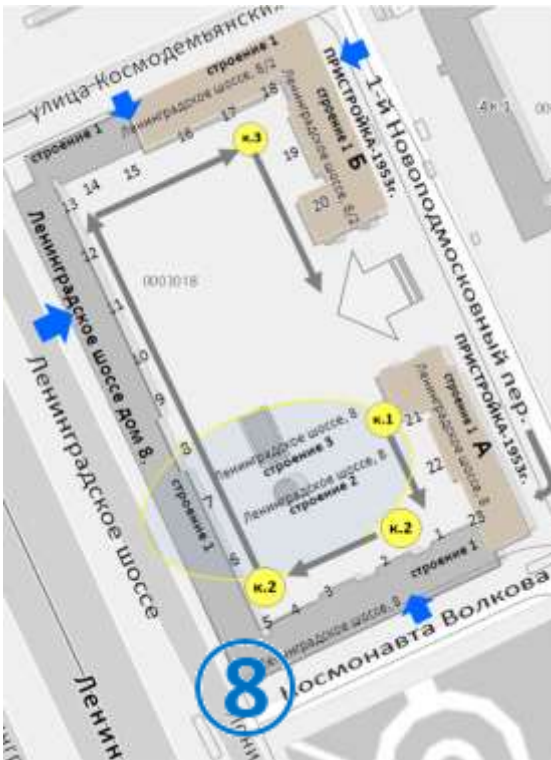 улица Космодемьянских
строение 1
Ленинградское шоссе, 8/2
строение 1
ПРИСТРОЙКА-1953г.
1-й Новоподмосковный пер.
Ленинградское шоссе, 8/2
строение 1 Б
4к1
18
17
16
15
14
13
12
11
10
9
8
7
6
5
4
3
2
1
19
20
к.3
0003018
Ленинградское шоссе дом 8,
Ленинградское шоссе
ПРИСТРОЙКА-1953г.
строение 1 А
Ленинградское шоссе, 8
к.1
21
22
23
Ленинградское шоссе, 8
строение 3
Ленинградское шоссе, 8
строение 2
строение 1
к.2
к.2
строение 1
Ленинградское шоссе, 8
Космонавта Волкова
8
Ленин